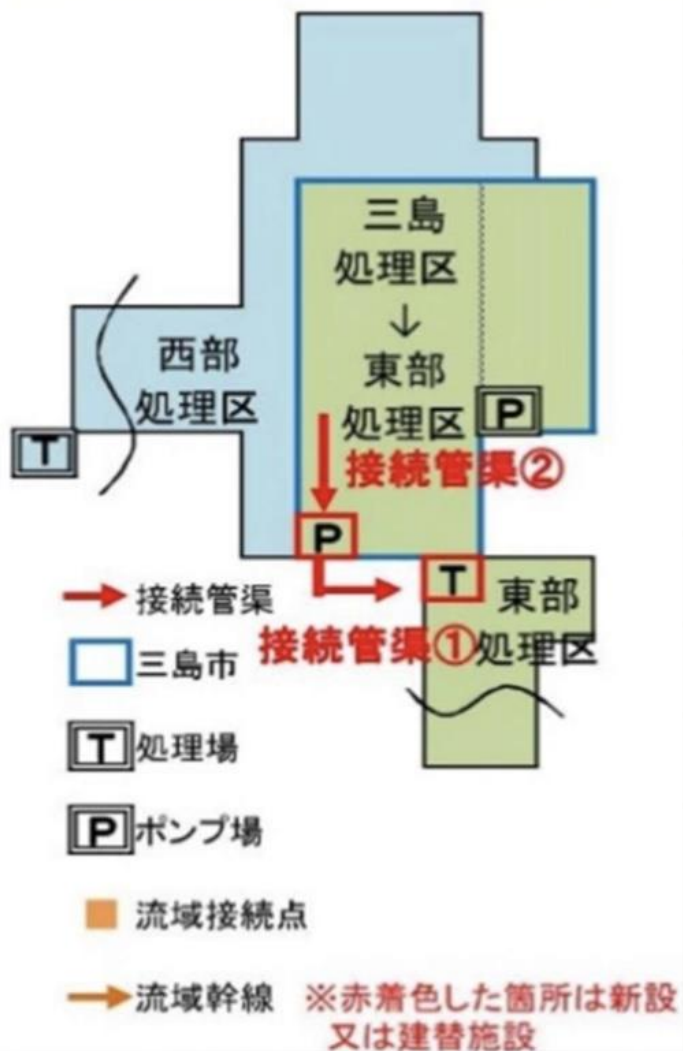 三島
処理区
↓
東部
処理区
西部
処理区
P
T
接続管渠②
P
T
東部
処理区
接続管渠
接続管渠①
三島市
T 処理場
P ポンプ場
流域接続点
流域幹線
※赤着色した箇所は新設
又は建替施設